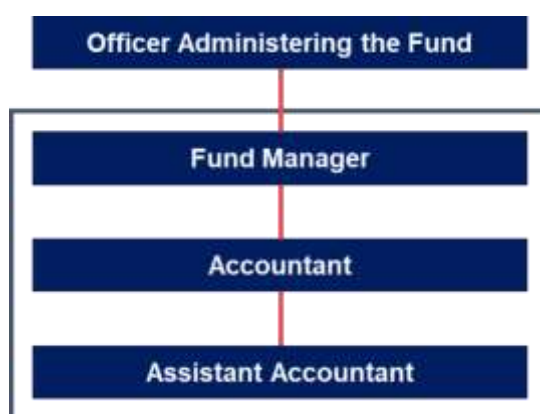 Officer Administering the Fund
Fund Manager
Accountant
Assistant Accountant